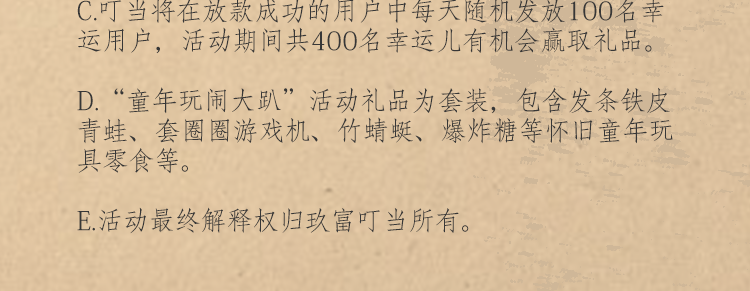 C.叮当将在放款成功的用户中每天随机发放100名幸
运用户，活动期间共400名幸运儿有机会赢取礼品。
D.“童年玩闹大趴”活动礼品为套装，包含发条铁皮
青蛙、套圈圈游戏机、竹蜻蜓、爆炸糖等怀旧童年玩
具零食等。
E.活动最终解释权归玖富叮当所有。